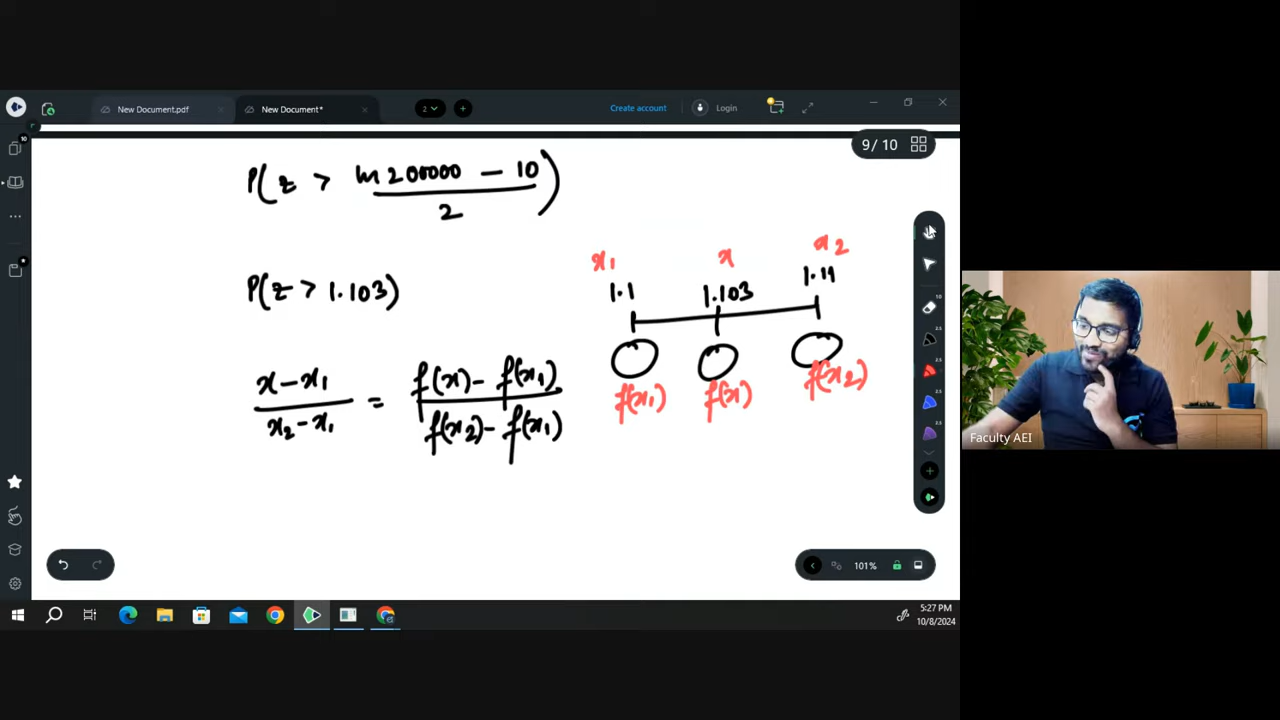 New Document.pdf
New Document*
2
Create account
Login
9/10
P(z > ln 200000 - 10 / 2)
x1 x x2
1.1 1.103 1.11
P(z > 1.103)
x-x1 / x2-x1 = f(x)-f(x1) / f(x2)-f(x1)
f(x1) f(x) f(x2)
Faculty AEI
101%
5:27 PM
10/8/2024